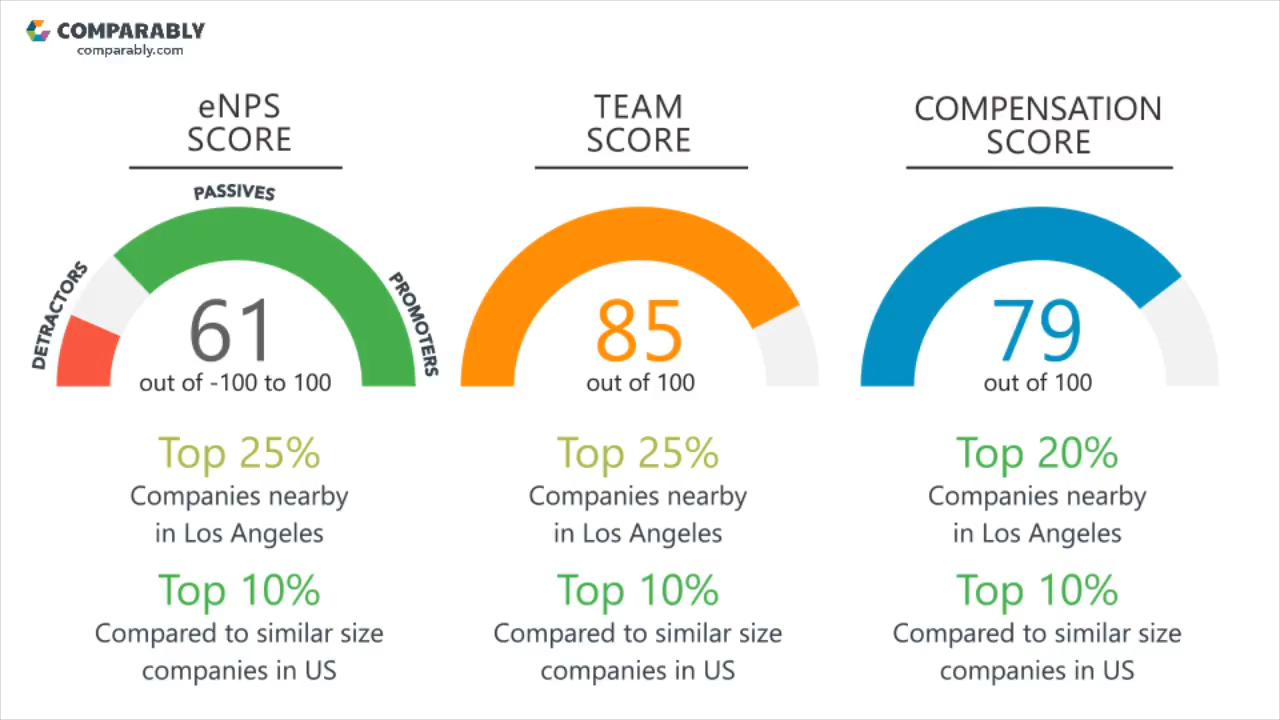 COMPARABLY
comparably.com
eNPS
SCORE
PASSIVES
DETRACTORS
PROMOTERS
61
out of -100 to 100
Top 25%
Companies nearby
in Los Angeles
Top 10%
Compared to similar size
companies in US
TEAM
SCORE
85
out of 100
Top 25%
Companies nearby
in Los Angeles
Top 10%
Compared to similar size
companies in US
COMPENSATION
SCORE
79
out of 100
Top 20%
Companies nearby
in Los Angeles
Top 10%
Compared to similar size
companies in US